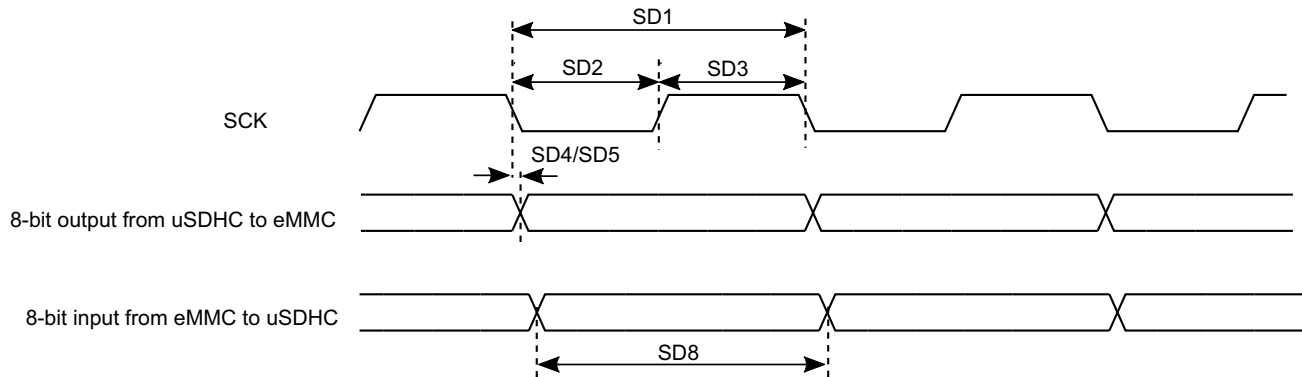 SD1
SD2 SD3
SCK
SD4/SD5
8-bit output from uSDHC to eMMC
8-bit input from eMMC to uSDHC
SD8